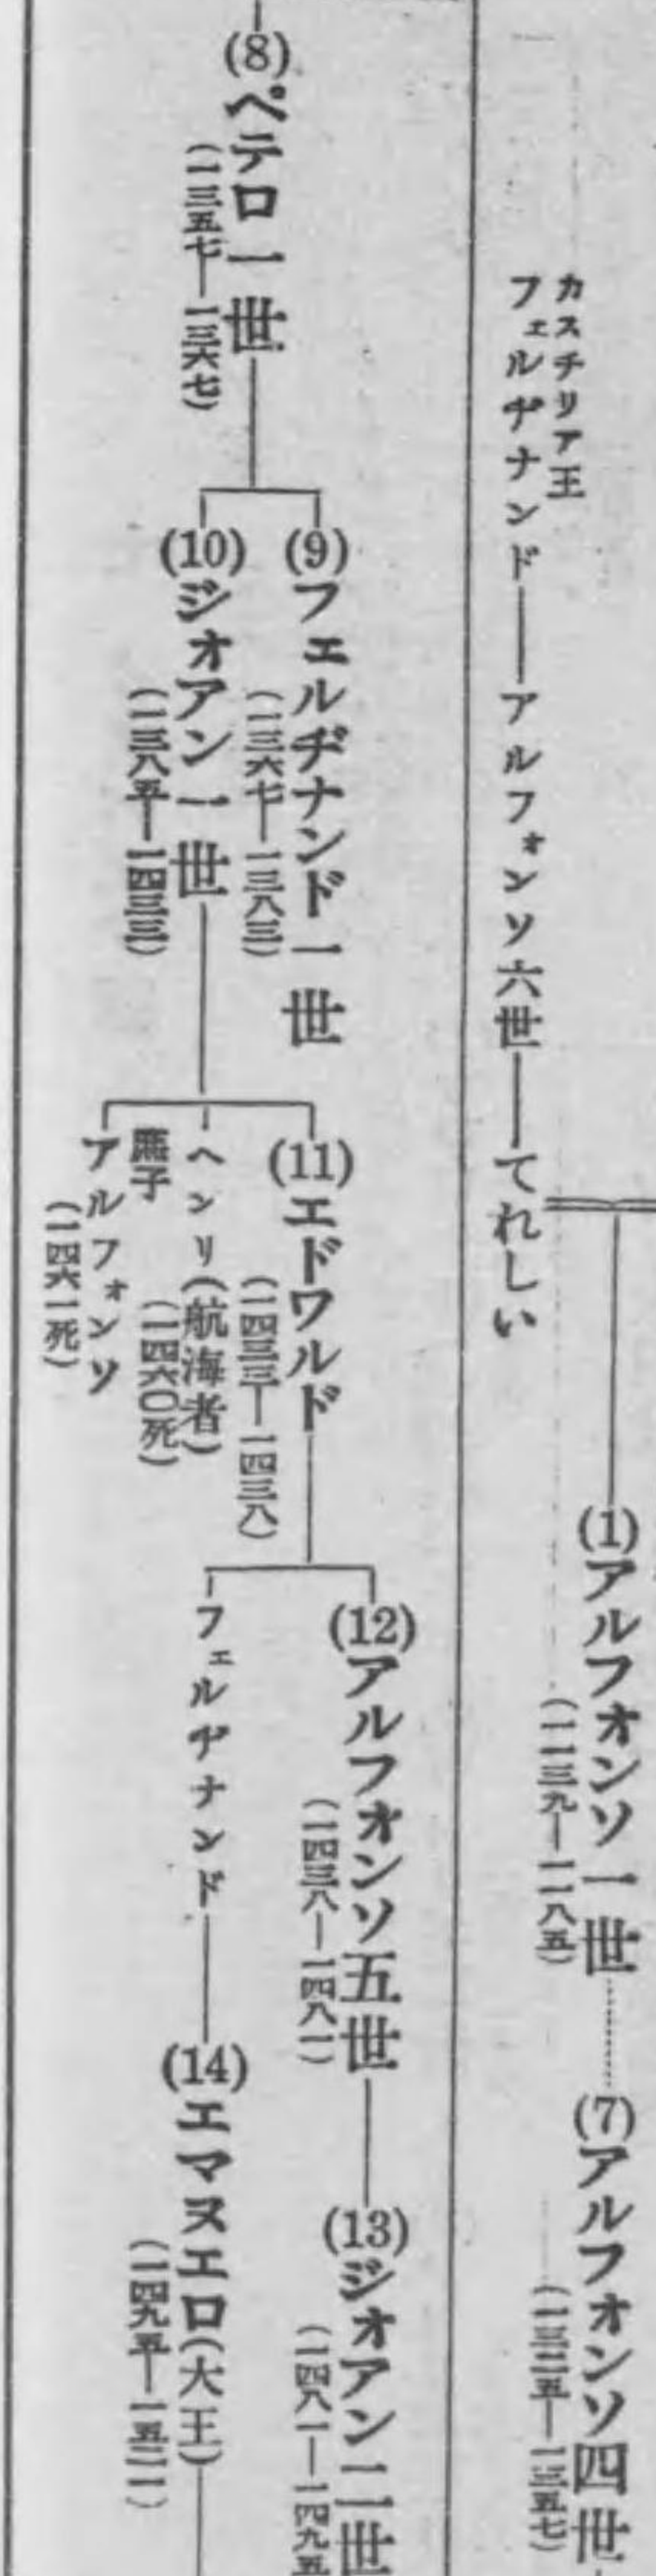 (1)アルフオンソ一世
(一一三九―一一八五)
(7)アルフオンソ四世
(一三二五―一三五七)
カスチリア王
フェルヂナンド―アルフォンソ六世―てれしい
(8)ペテロ一世
(一三五七―一三六七)
(9)フエルヂナンド一世
(一三六七―一三八三)
(10)ジオアン一世
(一三八五―一四三三)
(11)エドワルド
(一四三三―一四三八)
ヘンリ(航海者)
(一四六〇死)
庶子
アルフォンソ
(一四六一死)
(12)アルフオンソ五世
(一四三八―一四八一)
(13)ジオアン二世
(一四八一―一四九五
フェルヂナンド
(14)エマヌエロ(大王)
(一四九五―一五二一)